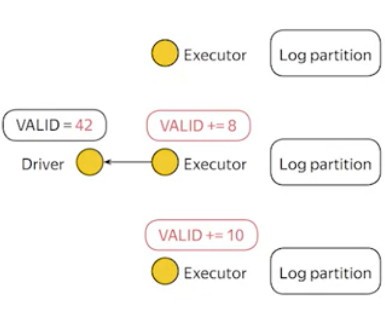 Executor Log partition
VALID = 42 VALID += 8
Driver Executor Log partition
VALID += 10
Executor Log partition